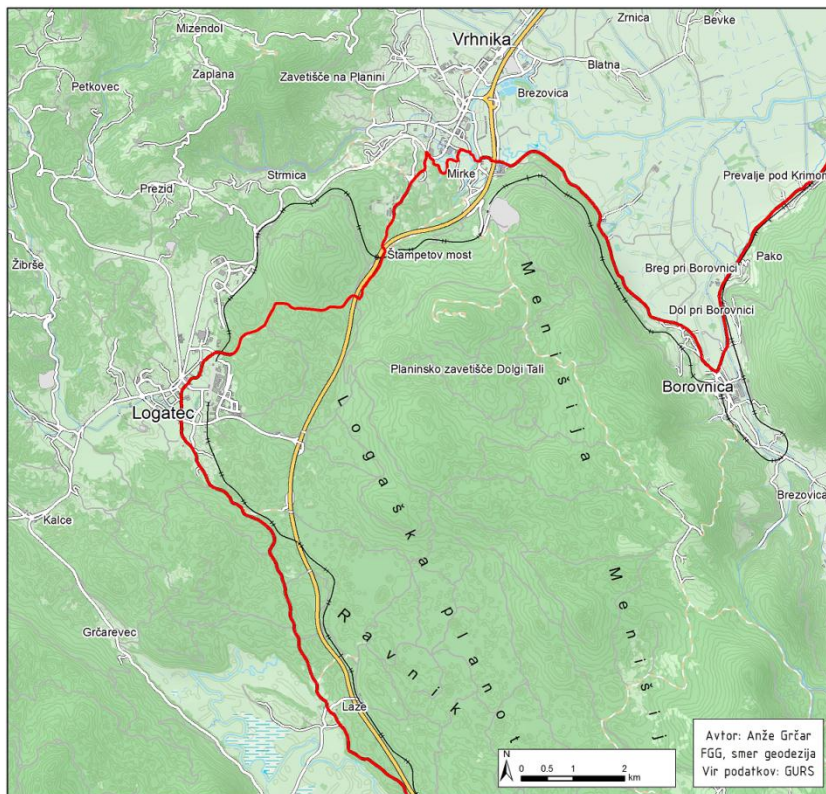 Mizendol
Zrnica
Bevke
Vrhnika
Petkovec
Zaplana
Zavetišče na Planini
Blatna
Brezovica
Strmica
Mirke
Prezid
Prevalje pod Krimom
Žibrše
Štampetov most
Pako
Breg pri Borovnici
Dol pri Borovnici
Menišija
Planinsko zavetišče Dolgi Tali
Borovnica
Logatec
Logaška planot
Brezovica
Kalce
Menišij
Ravnik
Grčarevec
Laze
N
0 0.5 1 2
km
Avtor: Anže Grčar
FGG, smer geodezija
Vir podatkov: GURS